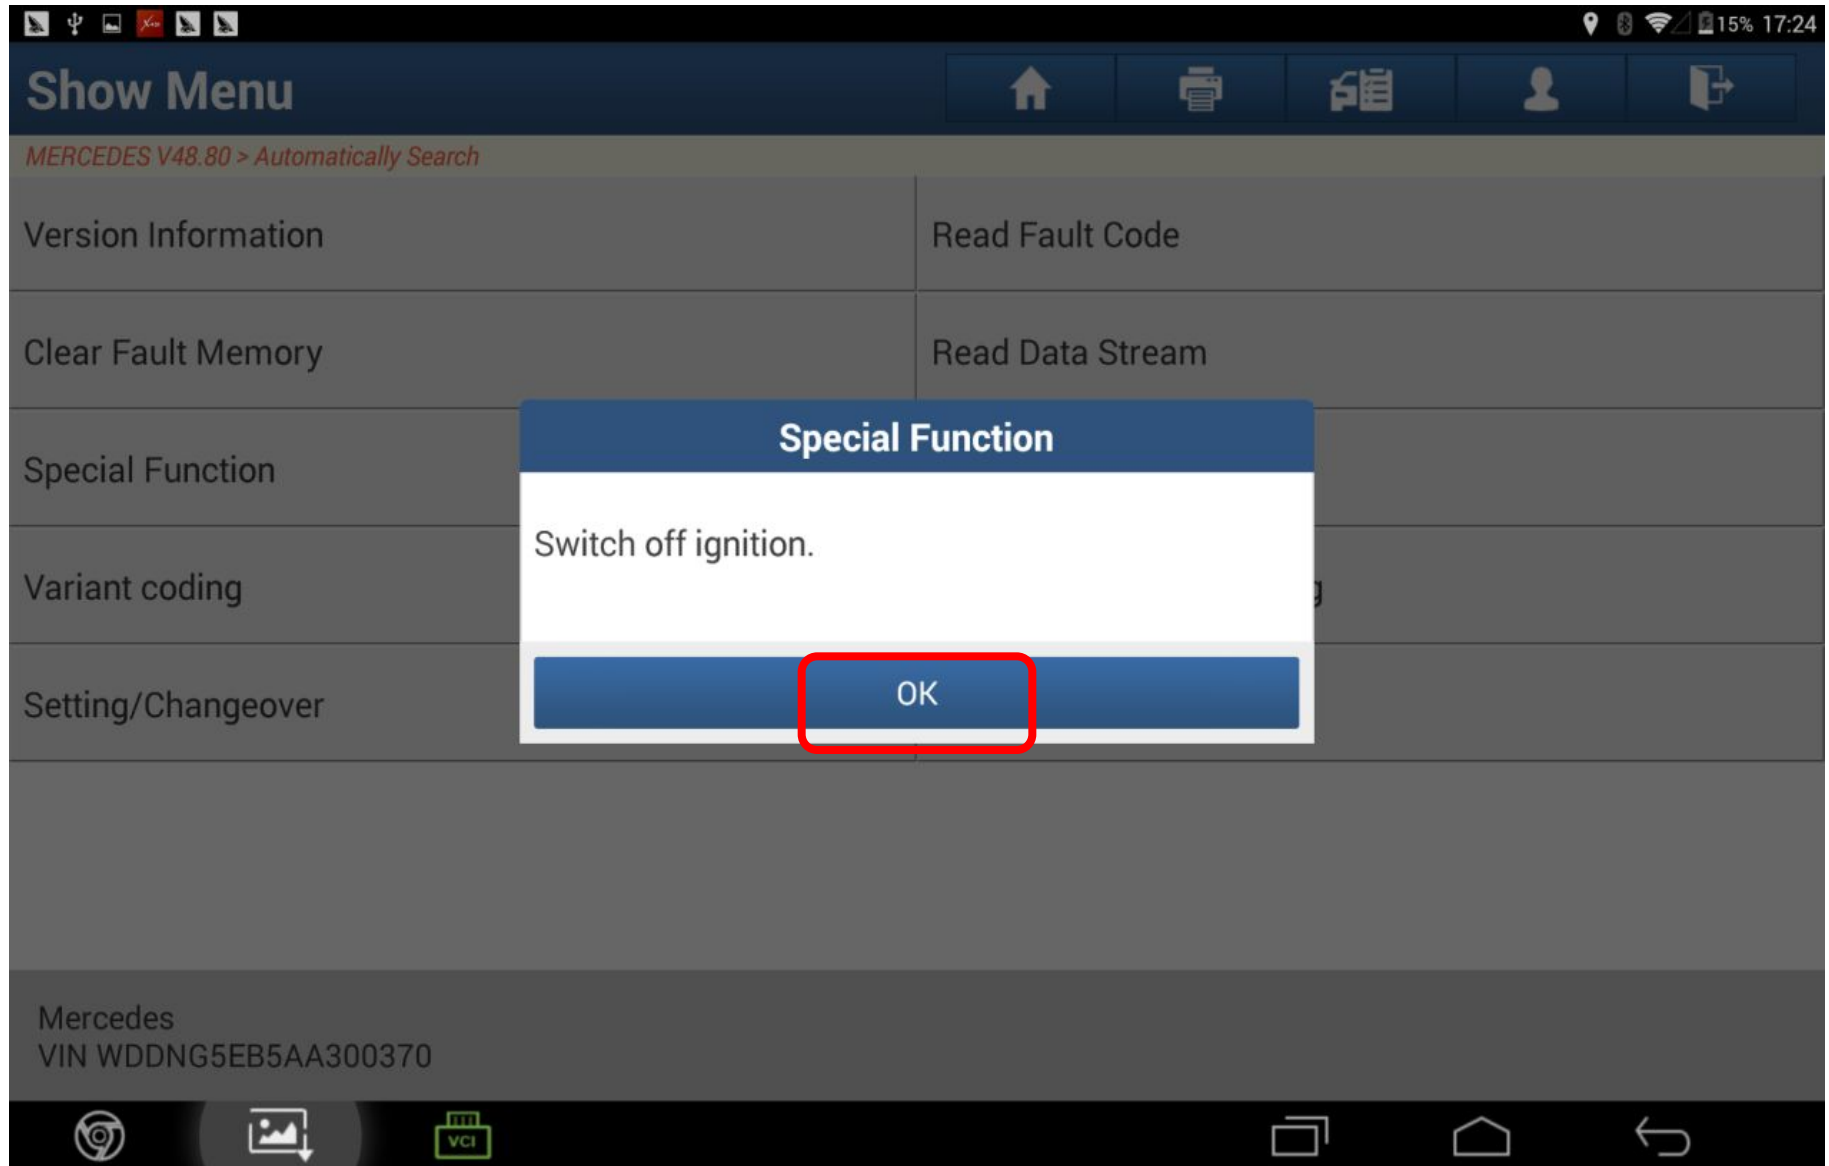 15% 17:24
Show Menu
MERCEDES V48.80 > Automatically Search
Version Information
Read Fault Code
Clear Fault Memory
Read Data Stream
Special Function
Special Function
Switch off ignition.
Variant coding
g
OK
Setting/Changeover
Mercedes
VIN WDDNG5EB5AA300370
VCI